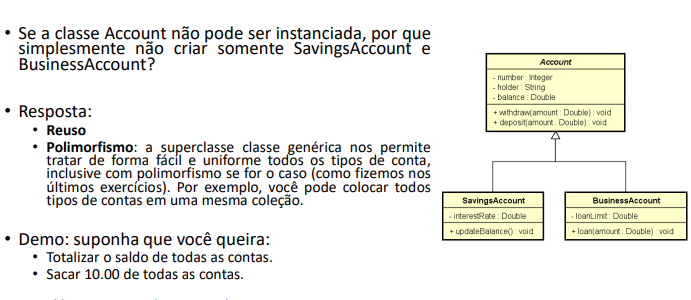 • Se a classe Account não pode ser instanciada, por que
simplesmente não criar somente SavingsAccount e
BusinessAccount?
• Resposta:
• Reuso
• Polimorfismo: a superclasse classe genérica nos permite
tratar de forma fácil e uniforme todos os tipos de conta,
inclusive com polimorfismo se for o caso (como fizemos nos
últimos exercícios). Por exemplo, você pode colocar todos
tipos de contas em uma mesma coleção.
• Demo: suponha que você queira:
• Totalizar o saldo de todas as contas.
• Sacar 10.00 de todas as contas.
Account
- number : Integer
- holder : String
- balance : Double
+ withdraw(amount : Double) : void
+ deposit(amount : Double) : void
SavingsAccount
- interestRate : Double
+ updateBalance() : void
BusinessAccount
- loanLimit : Double
+ loan(amount : Double) : void